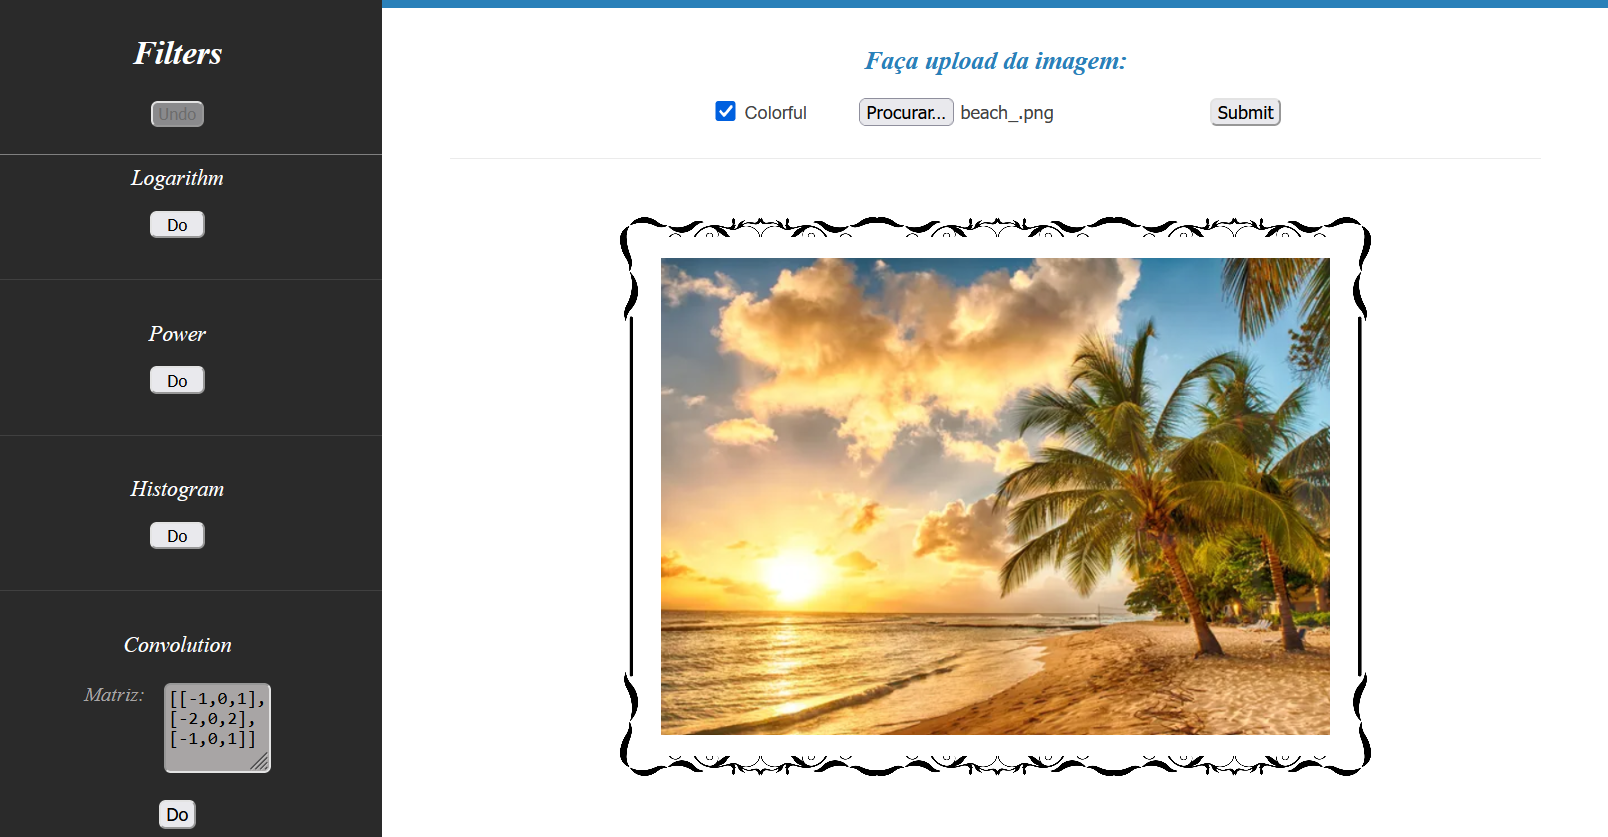 Filters
Undo
Logarithm
Do
Power
Do
Histogram
Do
Convolution
Matriz:
[[-1,0,1],
[-2,0,2],
[-1,0,1]]
Do
Faça upload da imagem:
Colorful Procurar... beach_.png Submit